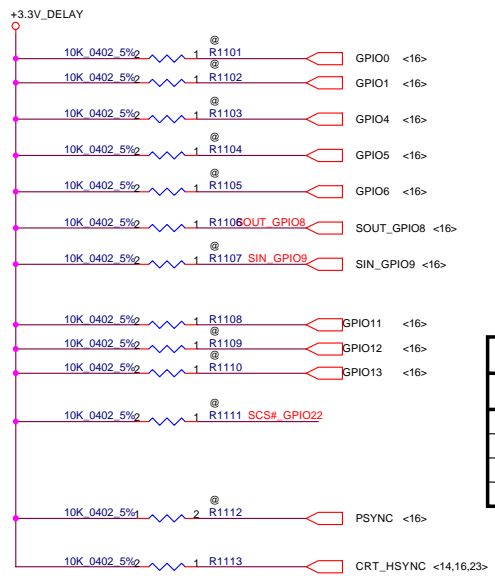 +3.3V_DELAY
@
10K_0402_5% 2 1 R1101 GPIO0 <16>
@
10K_0402_5% 2 1 R1102 GPIO1 <16>
@
10K_0402_5% 2 1 R1103 GPIO4 <16>
@
10K_0402_5% 2 1 R1104 GPIO5 <16>
@
10K_0402_5% 2 1 R1105 GPIO6 <16>
@
10K_0402_5% 2 1 R1106 SOUT_GPIO8 SOUT_GPIO8 <16>
@
10K_0402_5% 2 1 R1107 SIN_GPIO9 SIN_GPIO9 <16>
10K_0402_5% 2 1 R1108 GPIO11 <16>
@
10K_0402_5% 2 1 R1109 GPIO12 <16>
@
10K_0402_5% 2 1 R1110 GPIO13 <16>
@
10K_0402_5% 2 1 R1111 SCS#_GPIO22
@
10K_0402_5% 1 2 R1112 PSYNC <16>
10K_0402_5% 2 1 R1113 CRT_HSYNC <14,16,23>